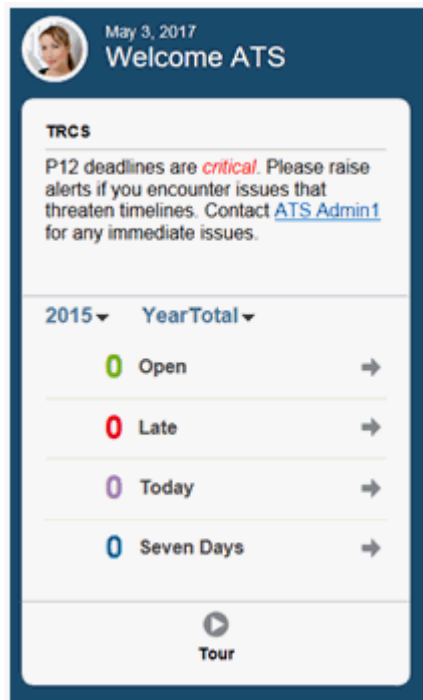 May 3, 2017
Welcome ATS
TRCS
P12 deadlines are critical. Please raise
alerts if you encounter issues that
threaten timelines. Contact ATS Admin1
for any immediate issues.
2015 YearTotal
0 Open
0 Late
0 Today
0 Seven Days
Tour